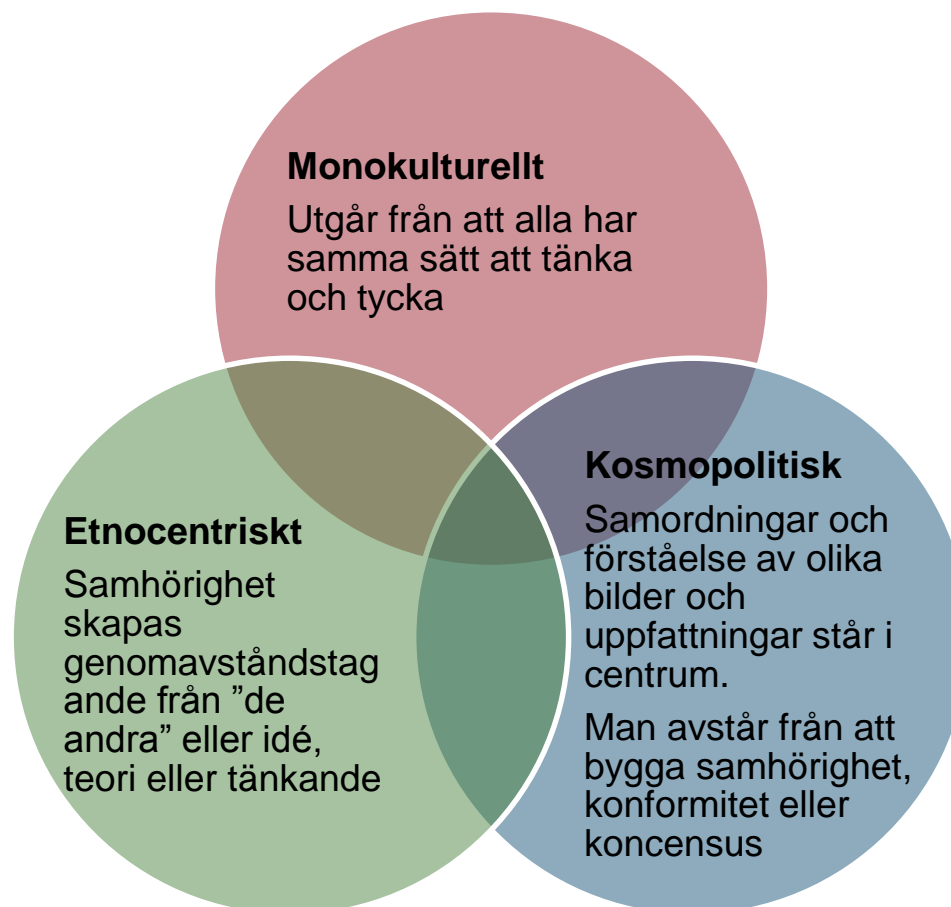 Monokulturellt
Utgår från att alla har
samma sätt att tänka
och tycka
Etnocentriskt
Samhörighet
skapas
genomavståndstag
ande från ”de
andra” eller idé,
teori eller tänkande
Kosmopolitisk
Samordningar och
förståelse av olika
bilder och
uppfattningar står i
centrum.
Man avstår från att
bygga samhörighet,
konformitet eller
koncensus